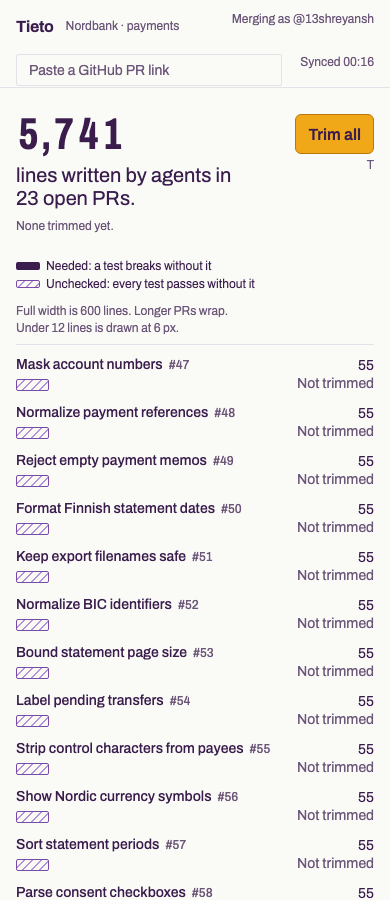 Tieto Nordbank · payments
Merging as @13shreyansh
Paste a GitHub PR link
Synced 00:16
5,741
Trim all
T
lines written by agents in
23 open PRs.
None trimmed yet.
Needed: a test breaks without it
Unchecked: every test passes without it
Full width is 600 lines. Longer PRs wrap.
Under 12 lines is drawn at 6 px.
Mask account numbers #47 55
Not trimmed
Normalize payment references #48 55
Not trimmed
Reject empty payment memos #49 55
Not trimmed
Format Finnish statement dates #50 55
Not trimmed
Keep export filenames safe #51 55
Not trimmed
Normalize BIC identifiers #52 55
Not trimmed
Bound statement page size #53 55
Not trimmed
Label pending transfers #54 55
Not trimmed
Strip control characters from payees #55 55
Not trimmed
Show Nordic currency symbols #56 55
Not trimmed
Sort statement periods #57 55
Not trimmed
Parse consent checkboxes #58 55